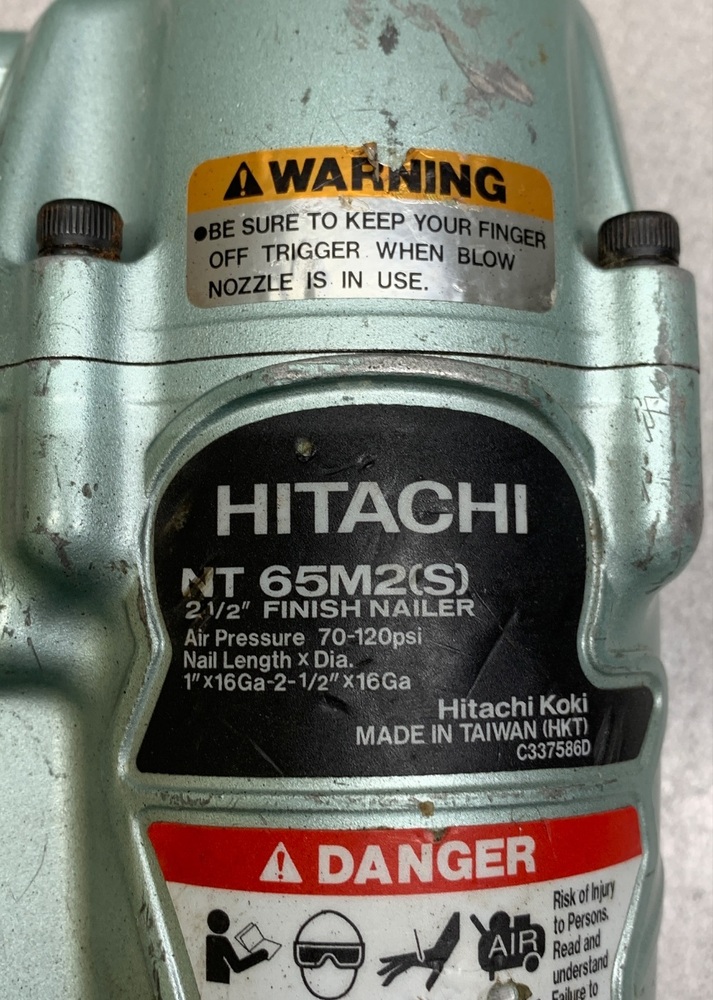 WARNING
●BE SURE TO KEEP YOUR FINGER
OFF TRIGGER WHEN BLOW
NOZZLE IS IN USE.
HITACHI
NT 65M2(S)
2 1/2" FINISH NAILER
Air Pressure 70-120psi
Nail Length x Dia.
1"x16Ga-2-1/2"x16Ga
Hitachi Koki
MADE IN TAIWAN (HKT)
C337586D
DANGER
AIR
Risk of Injury
to Persons.
Read and
understand
Failure to